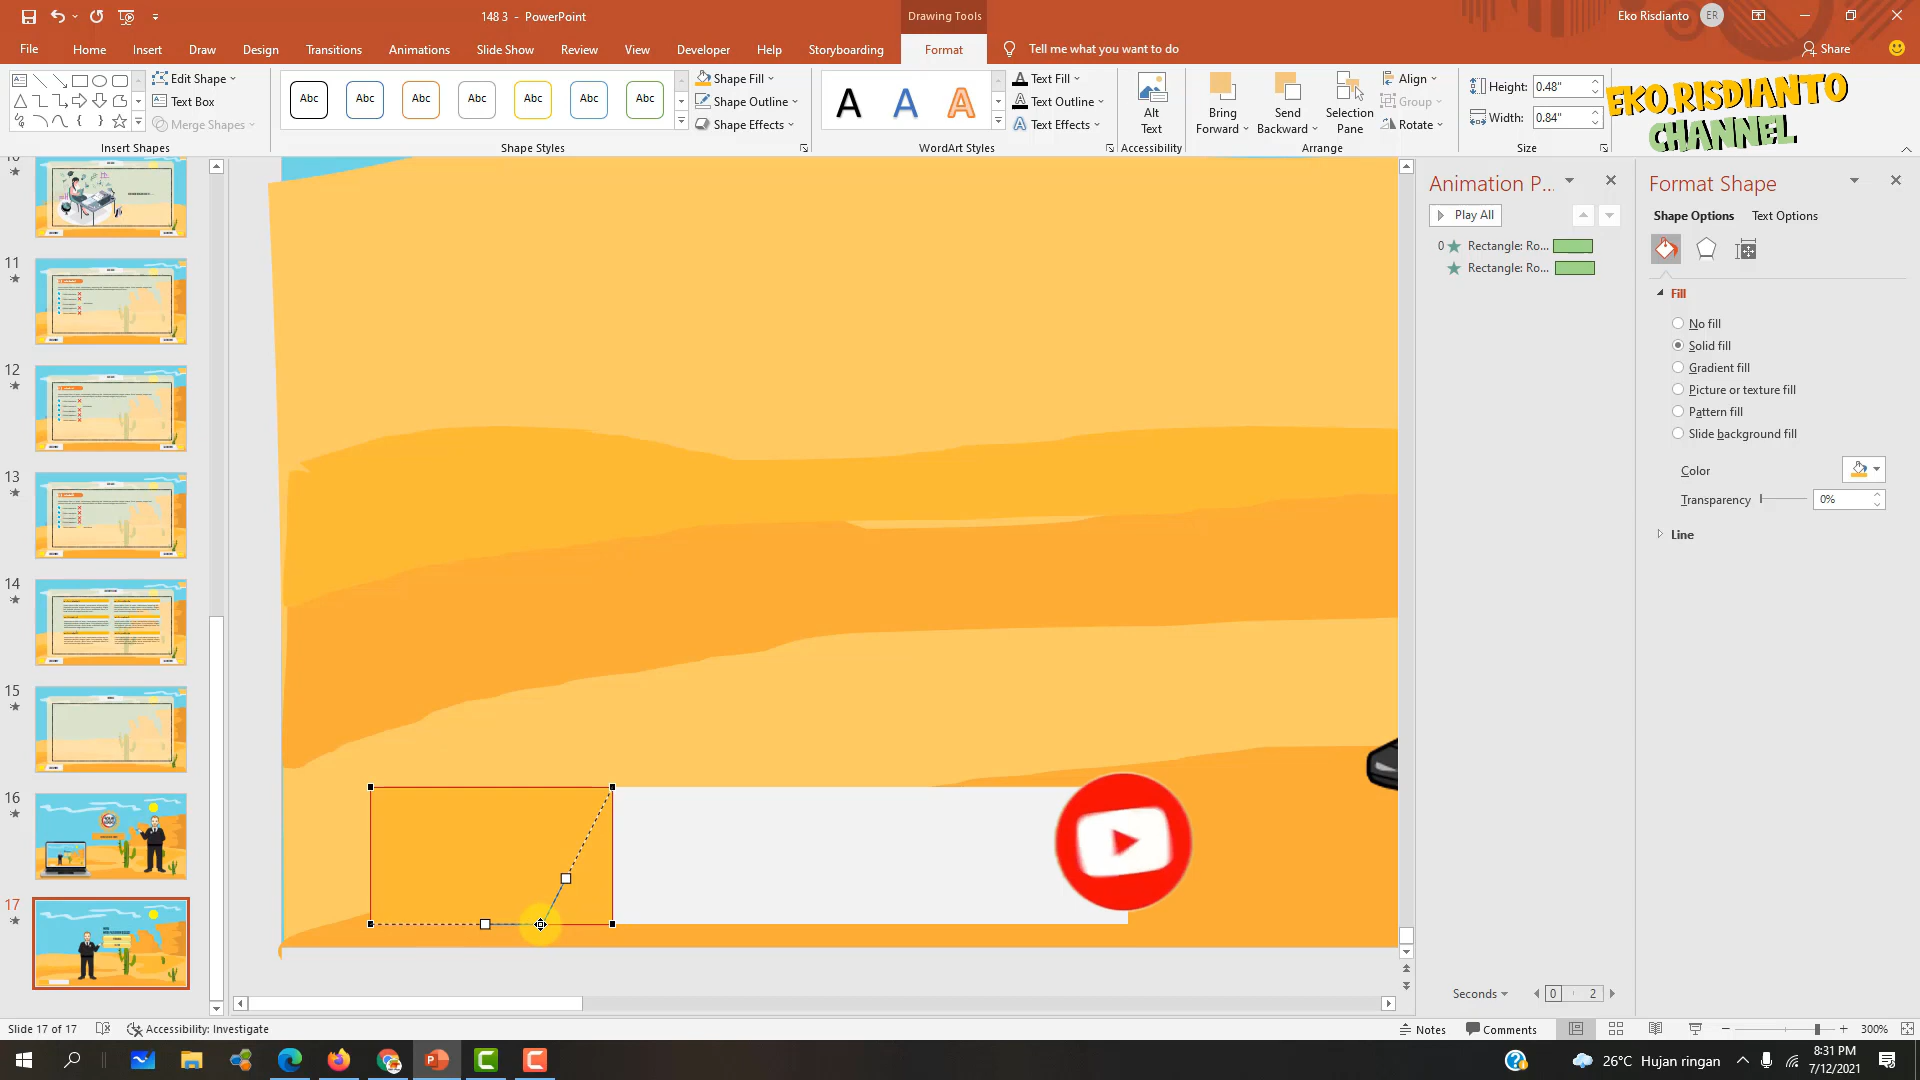 148 3 - PowerPoint
Drawing Tools
Eko Risdianto
ER
File
Home
Insert
Draw
Design
Transitions
Animations
Slide Show
Review
View
Developer
Help
Storyboarding
Format
Tell me what you want to do
Share
Edit Shape
Text Box
Merge Shapes
Insert Shapes
Abc
Abc
Abc
Abc
Abc
Abc
Abc
Shape Fill
Shape Outline
Shape Effects
Shape Styles
A
A
A
Text Fill
Text Outline
Text Effects
WordArt Styles
Alt
Text
Accessibility
Bring
Forward
Send
Backward
Selection
Pane
Align
Group
Rotate
Arrange
Height:
0.48"
Width:
0.84"
Size
EKO.RISDIANTO
CHANNEL
11
12
13
14
15
16
17
Animation P...
Play All
0
Rectangle: Ro...
Rectangle: Ro...
Seconds
0
2
Format Shape
Shape Options
Text Options
Fill
No fill
Solid fill
Gradient fill
Picture or texture fill
Pattern fill
Slide background fill
Color
Transparency
0%
Line
Slide 17 of 17
Accessibility: Investigate
Notes
Comments
300%
26°C Hujan ringan
8:31 PM
7/12/2021